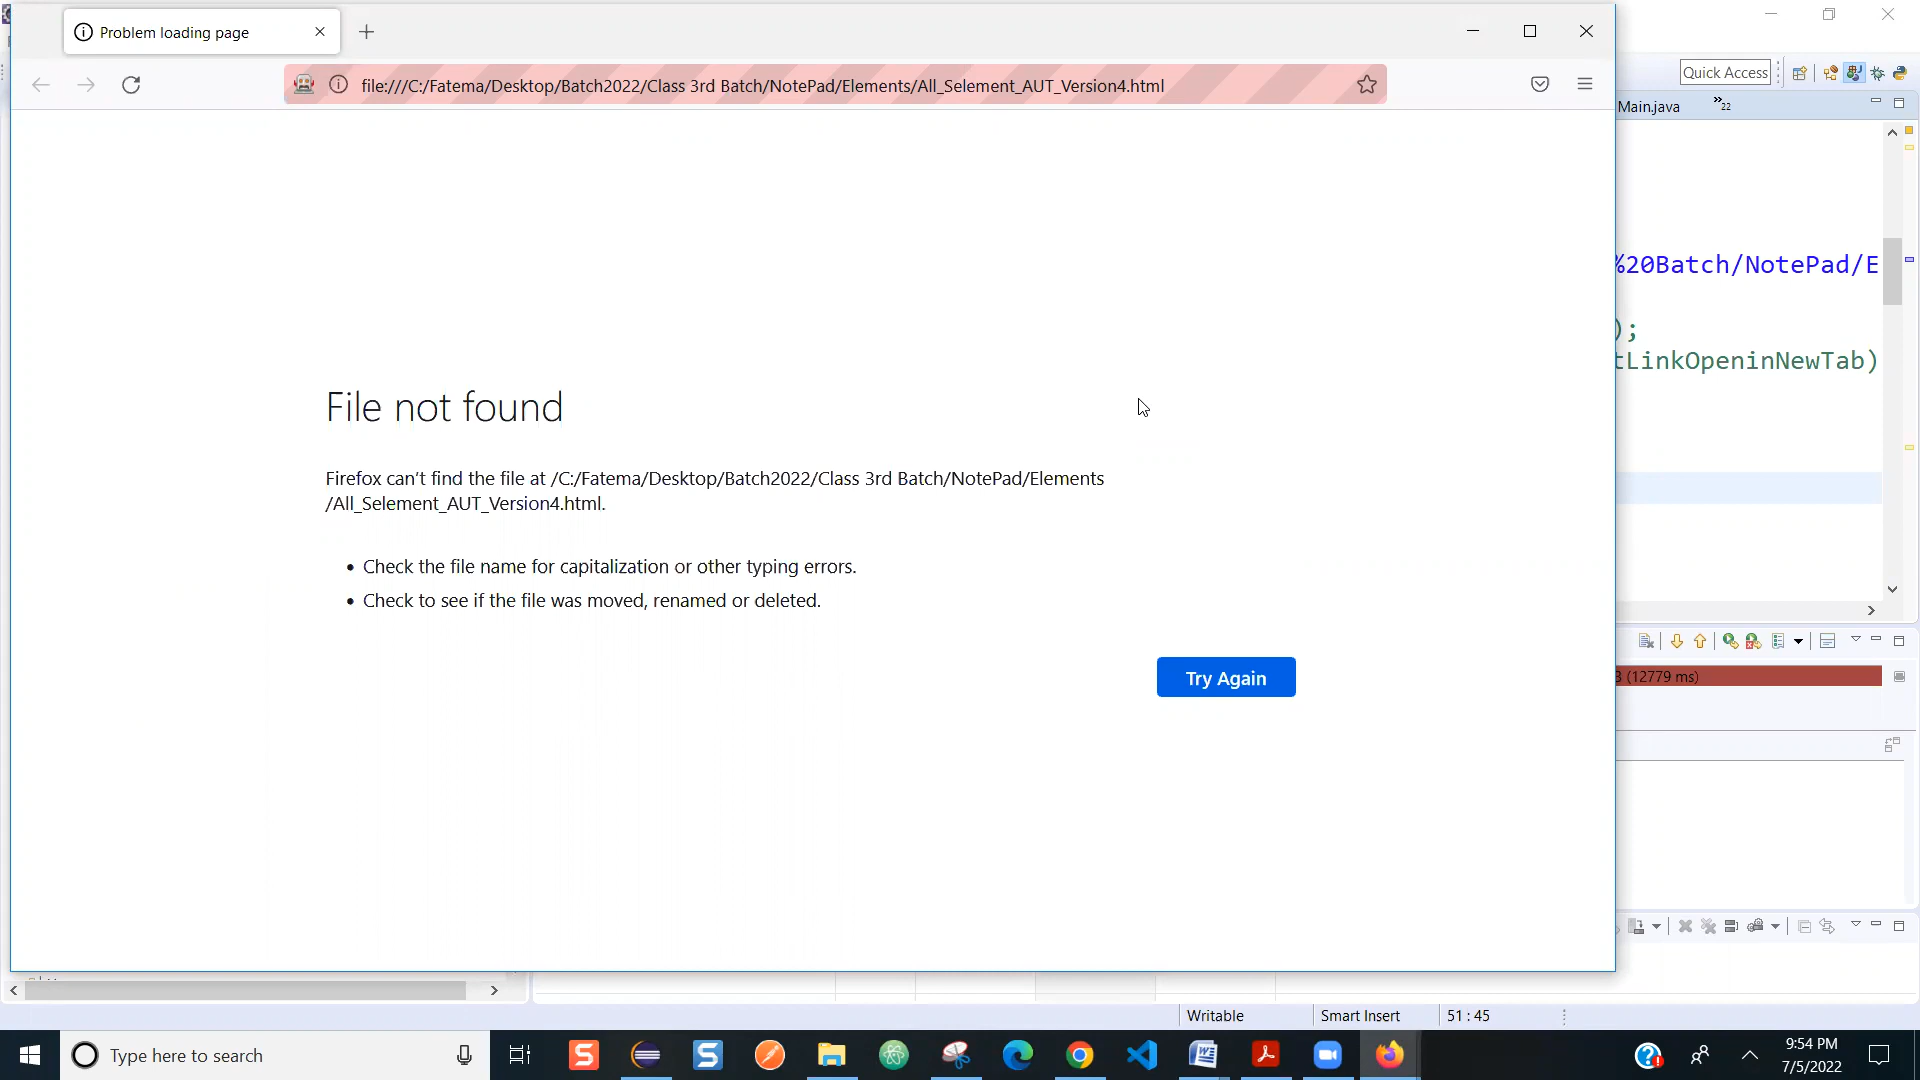 Problem loading page
file:///C:/Fatema/Desktop/Batch2022/Class 3rd Batch/NotePad/Elements/All_Selement_AUT_Version4.html
Quick Access
Main.java
22
%20Batch/NotePad/E
);
tLinkOpeninNewTab)
File not found
Firefox can't find the file at /C:/Fatema/Desktop/Batch2022/Class 3rd Batch/NotePad/Elements
/All_Selement_AUT_Version4.html.
• Check the file name for capitalization or other typing errors.
• Check to see if the file was moved, renamed or deleted.
Try Again
3 (12779 ms)
Writable
Smart Insert
51 : 45
Type here to search
9:54 PM
7/5/2022